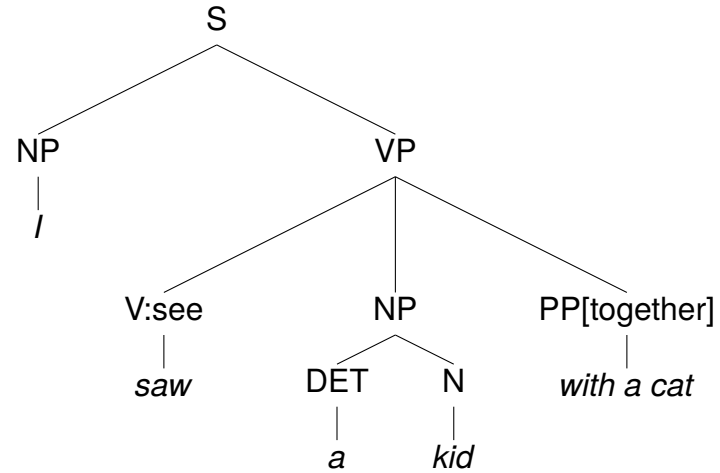 S
NP VP
I
V:see NP PP[together]
saw DET N with a cat
a kid